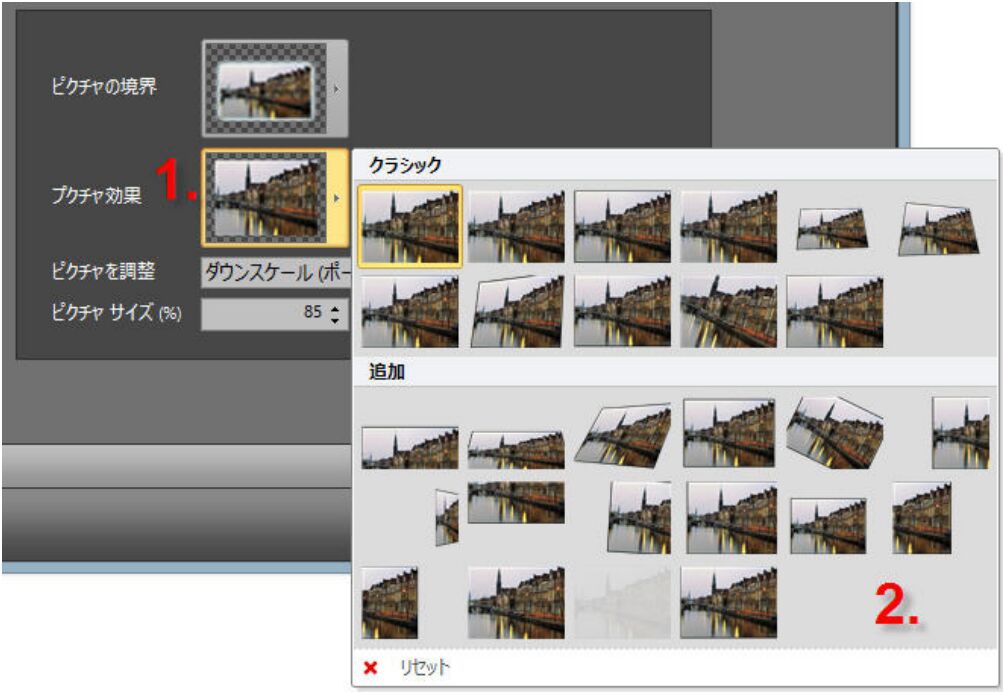 ピクチャの境界
1.
プクチャ効果
クラシック
ピクチャを調整
ダウンスケール (ポー
ピクチャ サイズ (%)
85
追加
2.
リセット